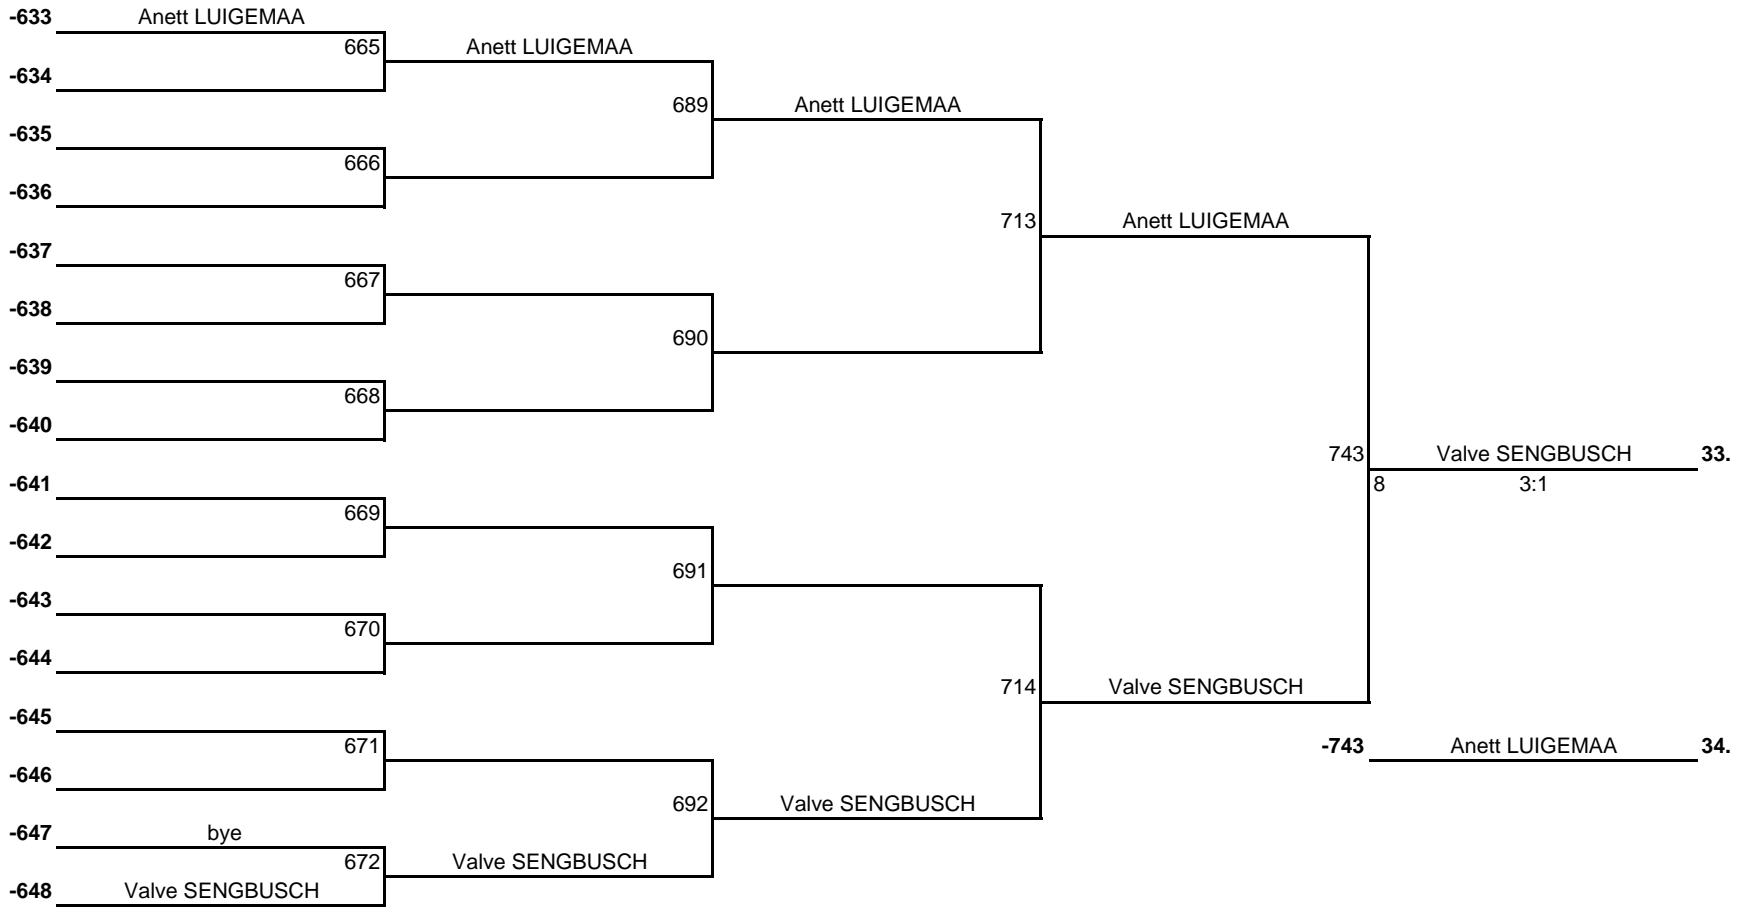 -633 Anett LUIGEMAA
665 Anett LUIGEMAA
-634
689 Anett LUIGEMAA
-635
666
-636
713 Anett LUIGEMAA
-637
667
-638
690
-639
668
-640
743 Valve SENGBUSCH 33.
-641 8 3:1
669
-642
691
-643
670
-644
714 Valve SENGBUSCH
-645
671 -743 Anett LUIGEMAA 34.
-646
692 Valve SENGBUSCH
-647 bye
672 Valve SENGBUSCH
-648 Valve SENGBUSCH